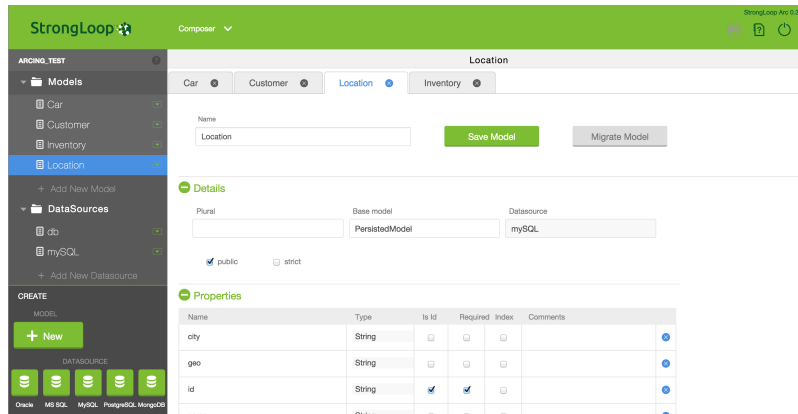 StrongLoop Arc 0.3
StrongLoop
Composer
ARCING_TEST
Location
Models
Car
Customer
Location
Inventory
Car
Customer
Inventory
Location
+ Add New Model
DataSources
db
mySQL
+ Add New Datasource
CREATE
MODEL
+ New
DATASOURCE
Oracle
MS SQL
MySQL
PostgreSQL
MongoDB
Name
Location
Save Model
Migrate Model
Details
Plural
Base model
Datasource
PersistedModel
mySQL
public
strict
Properties
Name Type Is Id Required Index Comments
city String
geo String
id String